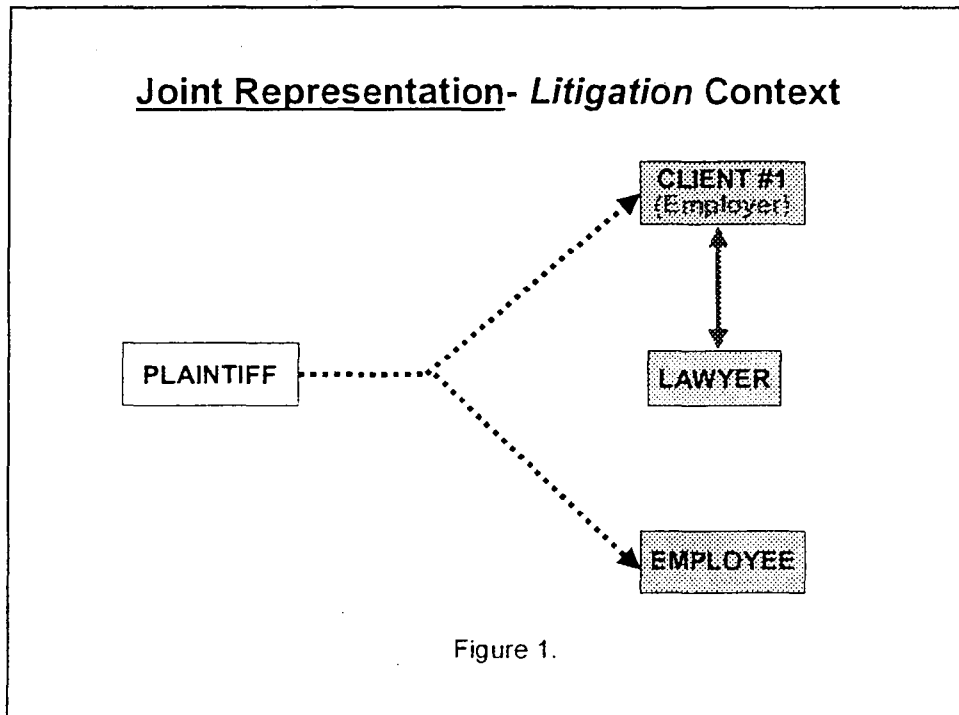 Joint Representation- Litigation Context
CLIENT #1
(Employer)
PLAINTIFF
LAWYER
EMPLOYEE
Figure 1.